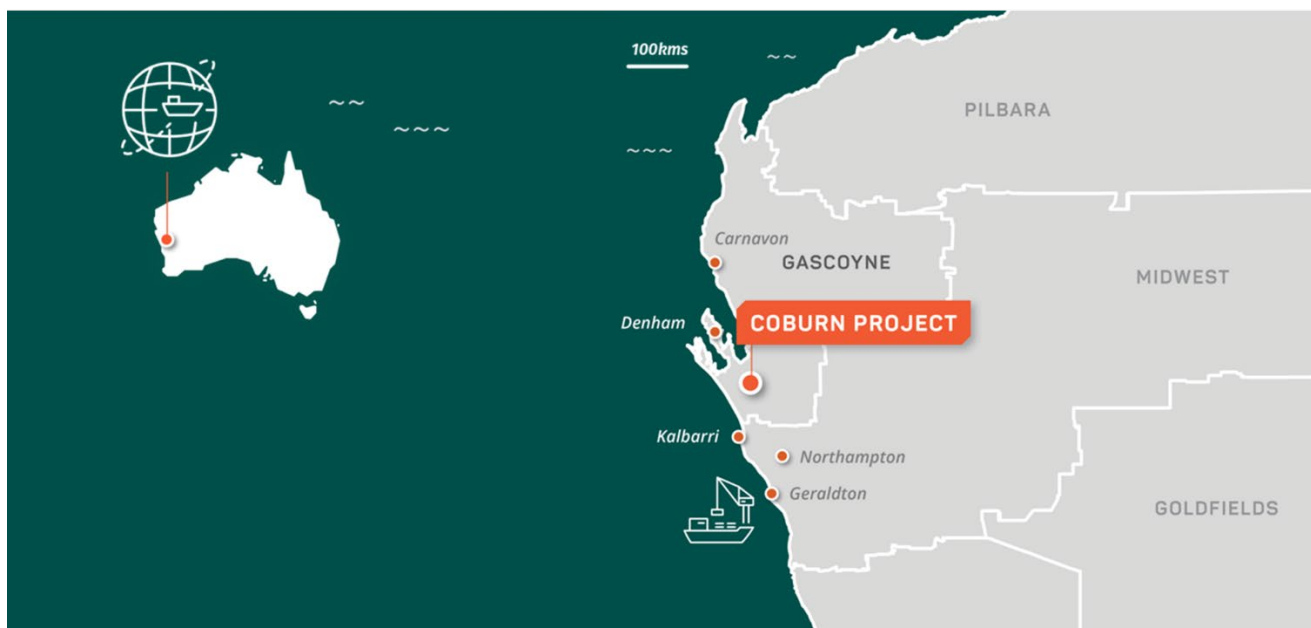 100kms
PILBARA
Carnavon
GASCOYNE
MIDWEST
Denham
COBURN PROJECT
Kalbarri
Northampton
Geraldton
GOLDFIELDS